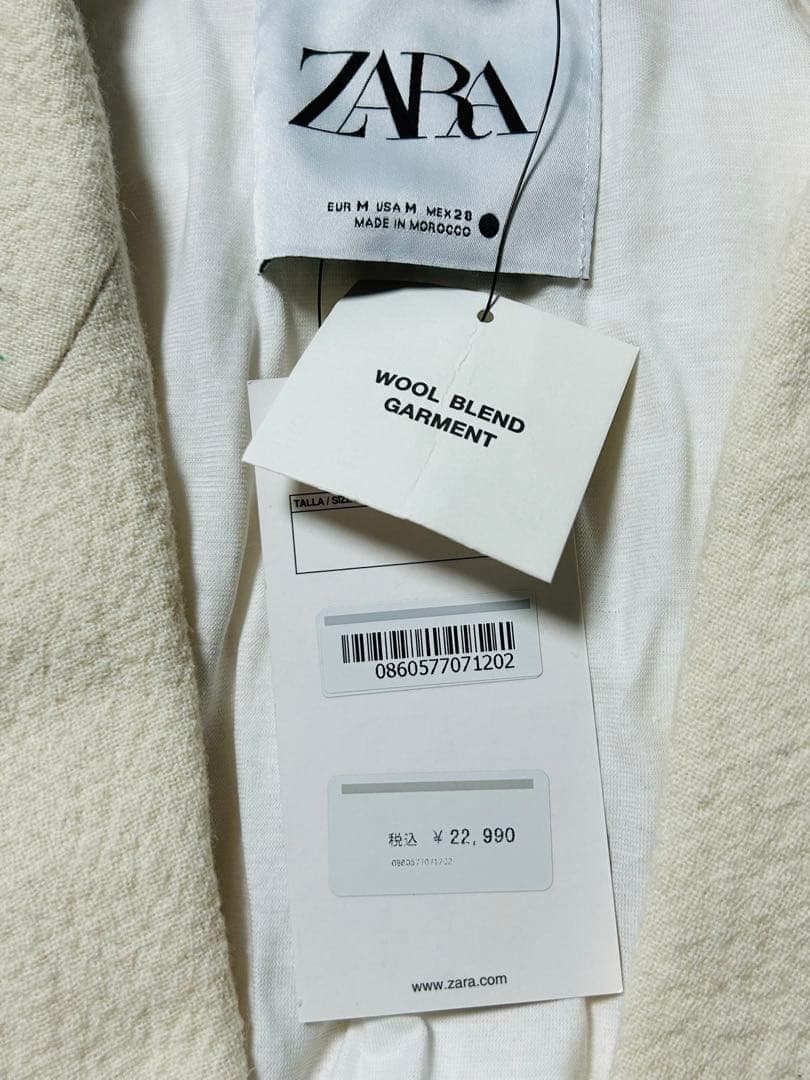 ZARA
EUR M USA M MEX 28
MADE IN MOROCCO
WOOL BLEND
GARMENT
TALLA / SIZE
0860577071202
税込 ¥ 22,990
0860577071202
www.zara.com